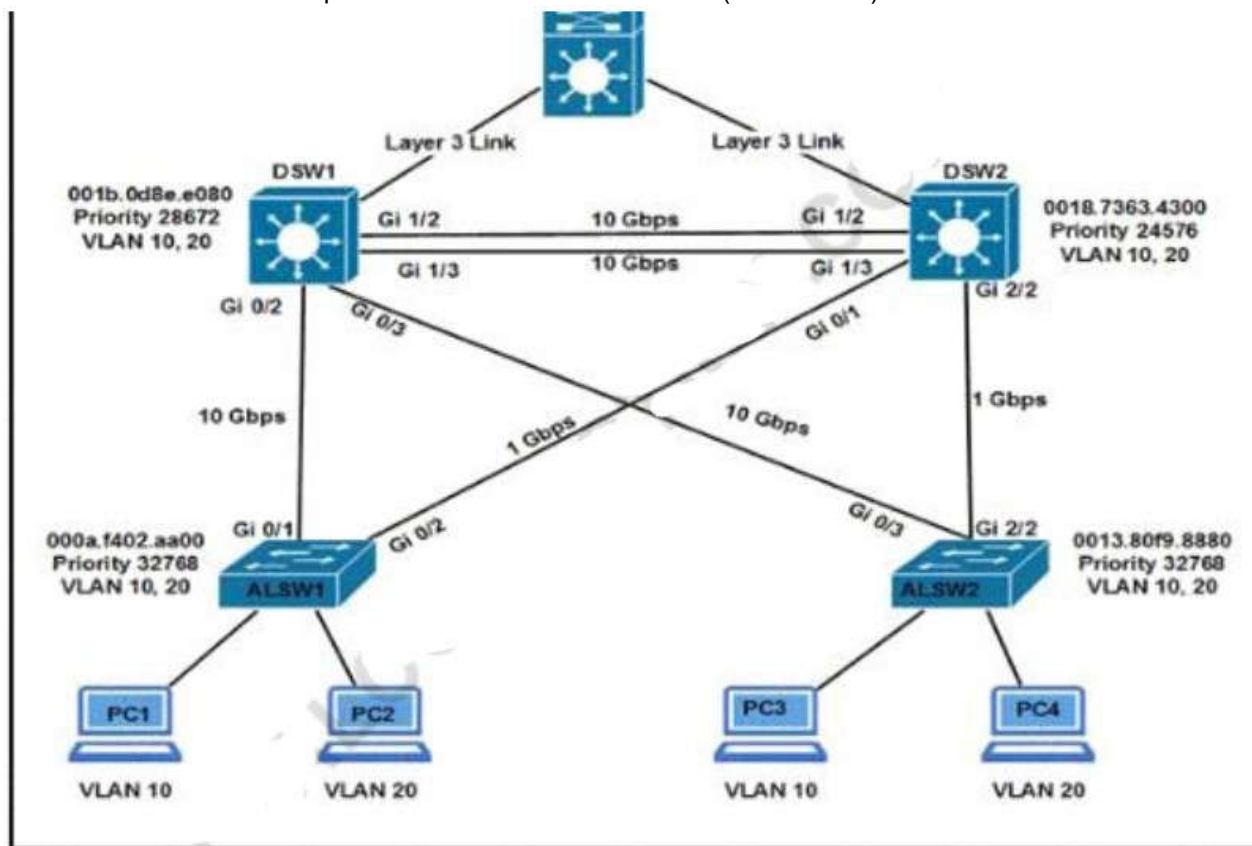 Layer 3 Link
Layer 3 Link
DSW1
DSW2
001b.0d8e.e080
Priority 28672
VLAN 10, 20
0018.7363.4300
Priority 24576
VLAN 10, 20
Gi 1/2
10 Gbps
Gi 1/2
Gi 1/3
10 Gbps
Gi 1/3
Gi 0/2
Gi 0/3
Gi 0/1
Gi 2/2
10 Gbps
1 Gbps
10 Gbps
1 Gbps
000a.f402.aa00
Priority 32768
VLAN 10, 20
Gi 0/1
Gi 0/2
Gi 0/3
Gi 2/2
0013.80f9.8880
Priority 32768
VLAN 10, 20
ALSW1
ALSW2
PC1
PC2
PC3
PC4
VLAN 10
VLAN 20
VLAN 10
VLAN 20